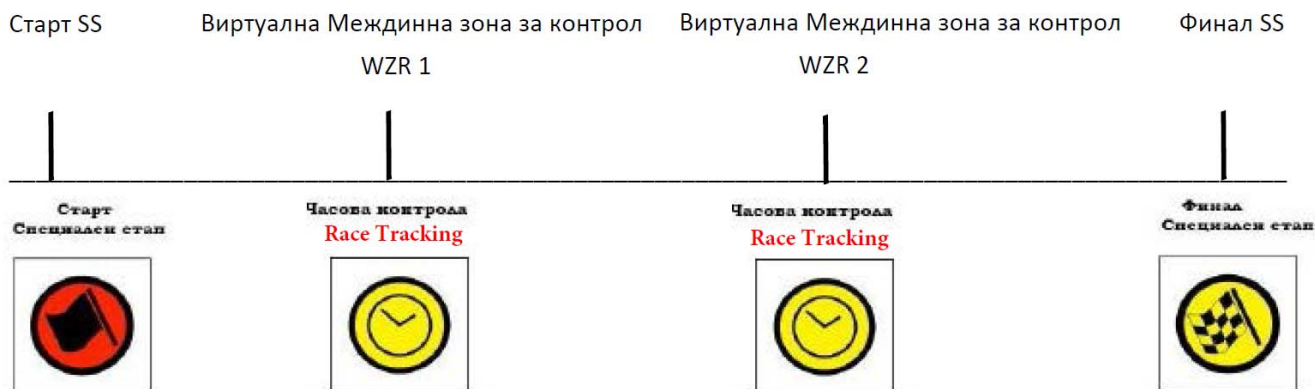 Старт SS
Виртуална Междинна зона за контрол
WZR 1
Виртуална Междинна зона за контрол
WZR 2
Финал SS
Старт
Специален етап
Часова контрола
Race Tracking
Часова контрола
Race Tracking
Финал
Специален етап